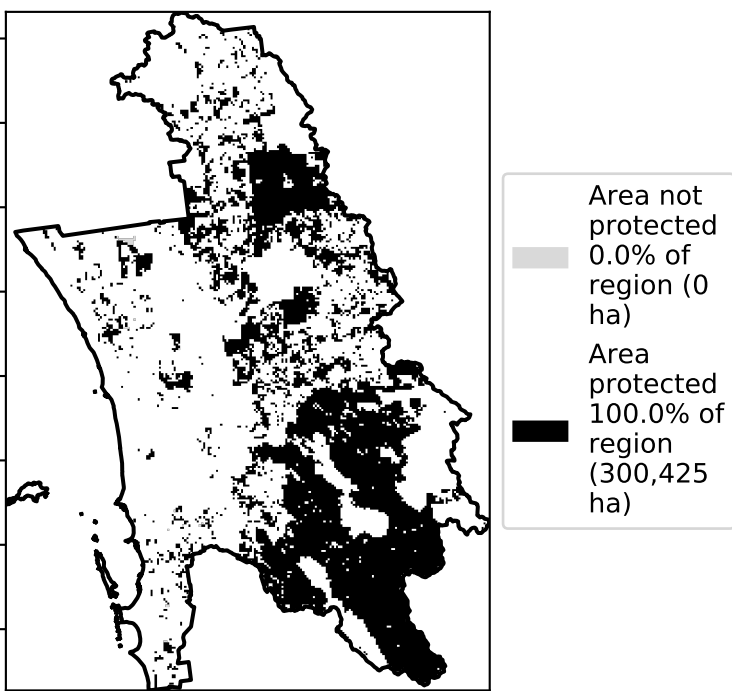 Area not
protected
0.0% of
region (0
ha)
Area
protected
100.0% of
region
(300,425
ha)